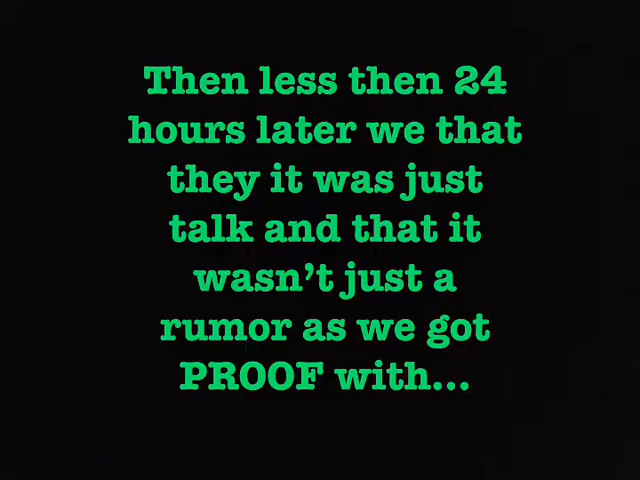 Then less then 24
hours later we that
they it was just
talk and that it
wasn't just a
rumor as we got
PROOF with...